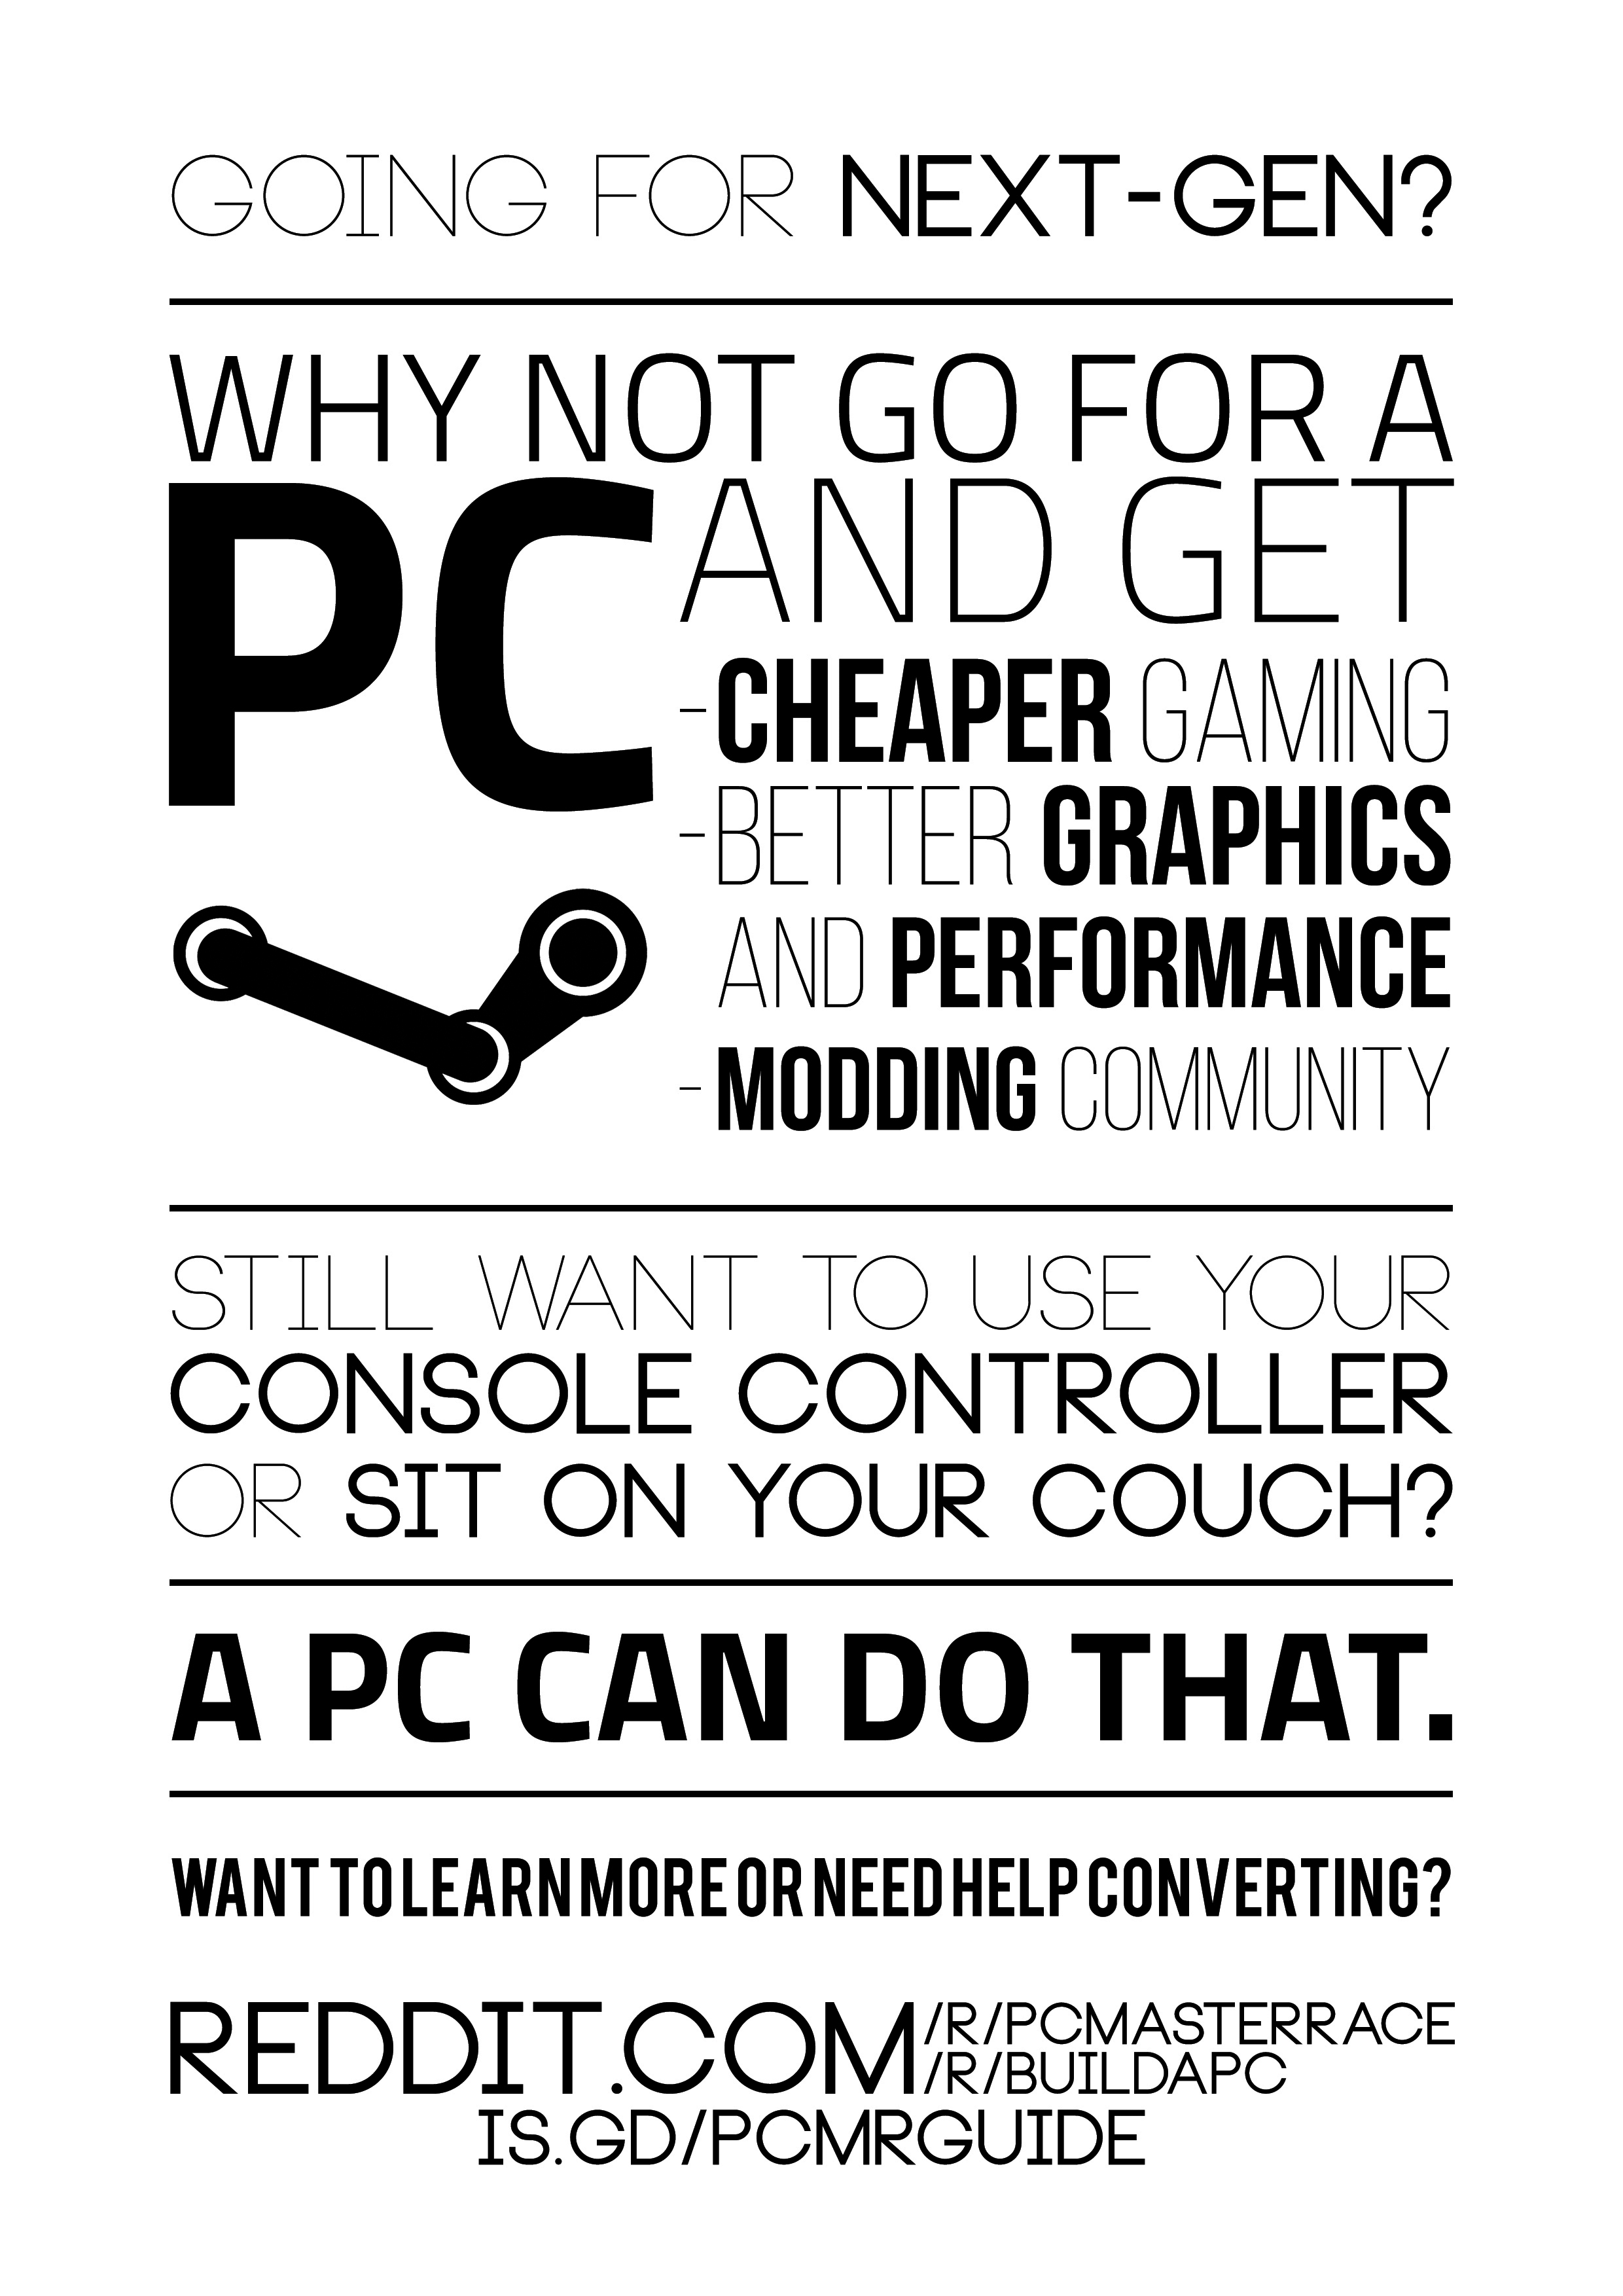 GOING FOR NEXT-GEN?
WHY NOT GO FOR A
PC AND GET
-CHEAPER GAMING
-BETTER GRAPHICS
AND PERFORMANCE
-MODDING COMMUNITY
STILL WANT TO USE YOUR
CONSOLE CONTROLLER
OR SIT ON YOUR COUCH?
A PC CAN DO THAT.
WANT TO LEARN MORE OR NEED HELP CONVERTING?
REDDIT.COM/R/PCMASTERRACE
/R/BUILDAPC
IS.GD/PCMRGUIDE